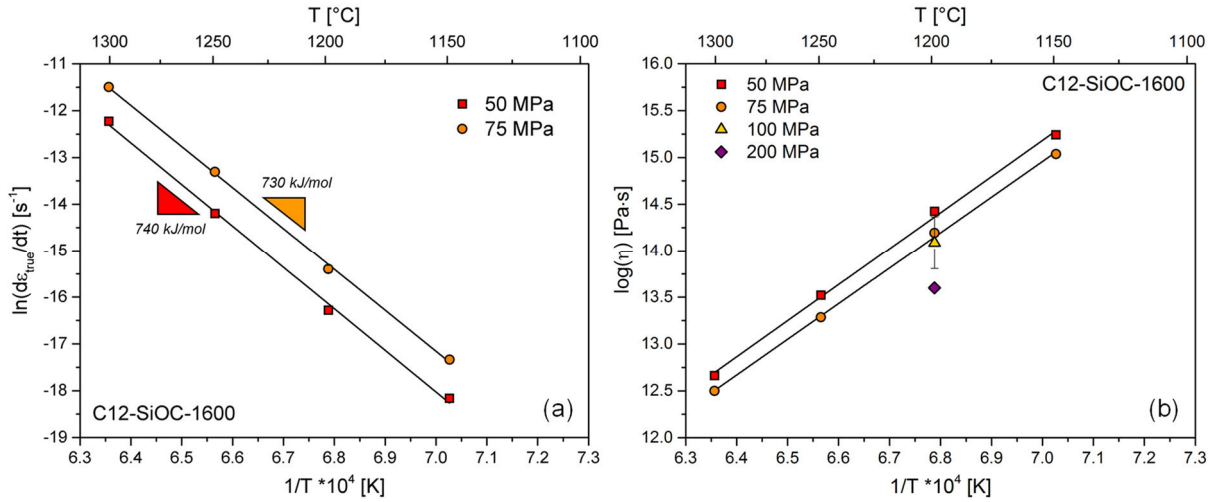 T [°C]
1300 1250 1200 1150 1100
-11
-12
-13
-14
-15
-16
-17
-18
-19
ln(dε_true/dt) [s⁻¹]
50 MPa
75 MPa
730 kJ/mol
740 kJ/mol
C12-SiOC-1600
(a)
6.3 6.4 6.5 6.6 6.7 6.8 6.9 7.0 7.1 7.2 7.3
1/T *10⁴ [K]
T [°C]
1300 1250 1200 1150 1100
16.0
15.5
15.0
14.5
14.0
13.5
13.0
12.5
12.0
log(η) [Pa·s]
50 MPa
75 MPa
100 MPa
200 MPa
C12-SiOC-1600
(b)
6.3 6.4 6.5 6.6 6.7 6.8 6.9 7.0 7.1 7.2 7.3
1/T *10⁴ [K]